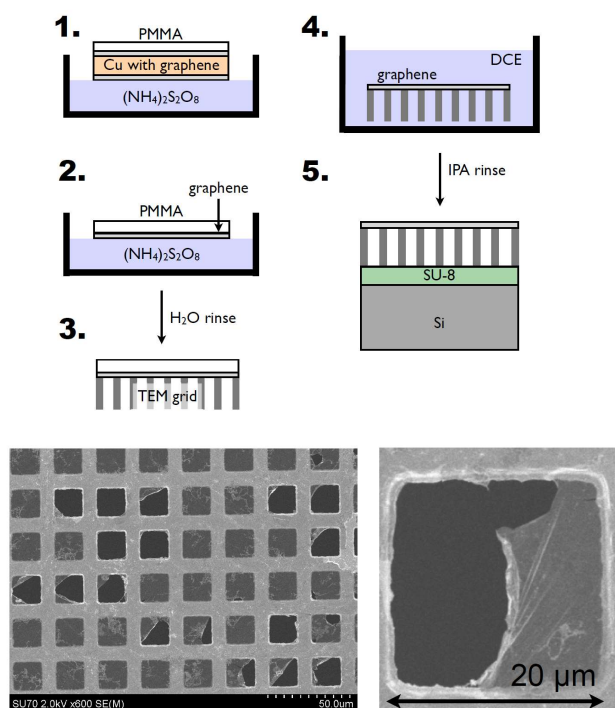 1.
PMMA
Cu with graphene
(NH4)2S2O8
2.
graphene
PMMA
(NH4)2S2O8
H2O rinse
3.
TEM grid
4.
DCE
graphene
5.
IPA rinse
SU-8
Si
SU70 2.0kV x600 SE(M)
50.0um
20 µm